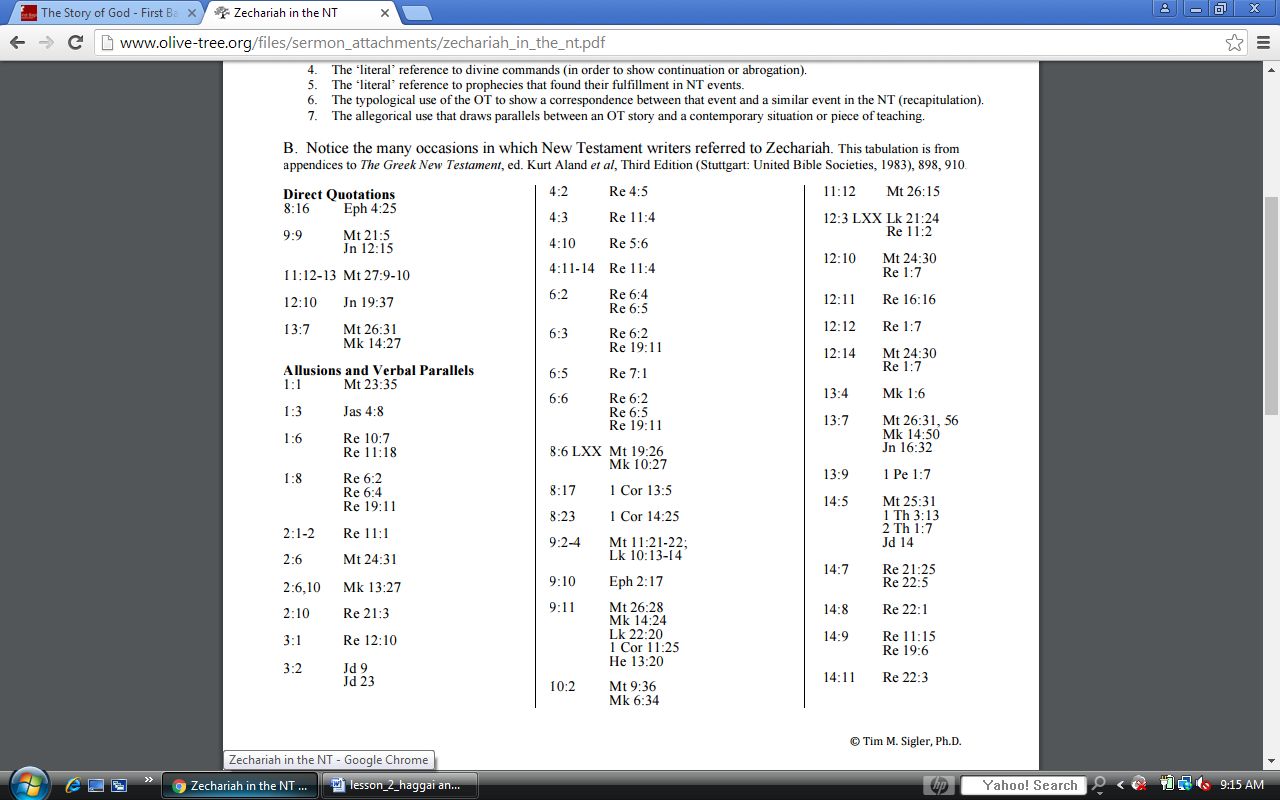 The Story of God - First Ba
Zechariah in the NT
www.olive-tree.org/files/sermon_attachments/zechariah_in_the_nt.pdf
4. The ‘literal’ reference to divine commands (in order to show continuation or abrogation).
5. The ‘literal’ reference to prophecies that found their fulfillment in NT events.
6. The typological use of the OT to show a correspondence between that event and a similar event in the NT (recapitulation).
7. The allegorical use that draws parallels between an OT story and a contemporary situation or piece of teaching.
B. Notice the many occasions in which New Testament writers referred to Zechariah. This tabulation is from
appendices to The Greek New Testament, ed. Kurt Aland et al, Third Edition (Stuttgart: United Bible Societies, 1983), 898, 910.
Direct Quotations
8:16 Eph 4:25
9:9 Mt 21:5
Jn 12:15
11:12-13 Mt 27:9-10
12:10 Jn 19:37
13:7 Mt 26:31
Mk 14:27
Allusions and Verbal Parallels
1:1 Mt 23:35
1:3 Jas 4:8
1:6 Re 10:7
Re 11:18
1:8 Re 6:2
Re 6:4
Re 19:11
2:1-2 Re 11:1
2:6 Mt 24:31
2:6,10 Mk 13:27
2:10 Re 21:3
3:1 Re 12:10
3:2 Jd 9
Jd 23
4:2 Re 4:5
4:3 Re 11:4
4:10 Re 5:6
4:11-14 Re 11:4
6:2 Re 6:4
Re 6:5
6:3 Re 6:2
Re 19:11
6:5 Re 7:1
6:6 Re 6:2
Re 6:5
Re 19:11
8:6 LXX Mt 19:26
Mk 10:27
8:17 1 Cor 13:5
8:23 1 Cor 14:25
9:2-4 Mt 11:21-22;
Lk 10:13-14
9:10 Eph 2:17
9:11 Mt 26:28
Mk 14:24
Lk 22:20
1 Cor 11:25
He 13:20
10:2 Mt 9:36
Mk 6:34
11:12 Mt 26:15
12:3 LXX Lk 21:24
Re 11:2
12:10 Mt 24:30
Re 1:7
12:11 Re 16:16
12:12 Re 1:7
12:14 Mt 24:30
Re 1:7
13:4 Mk 1:6
13:7 Mt 26:31, 56
Mk 14:50
Jn 16:32
13:9 1 Pe 1:7
14:5 Mt 25:31
1 Th 3:13
2 Th 1:7
Jd 14
14:7 Re 21:25
Re 22:5
14:8 Re 22:1
14:9 Re 11:15
Re 19:6
14:11 Re 22:3
© Tim M. Sigler, Ph.D.
Zechariah in the NT - Google Chrome
Zechariah in the NT ...
lesson_2_haggai an...
hp
Yahoo! Search
9:15 AM